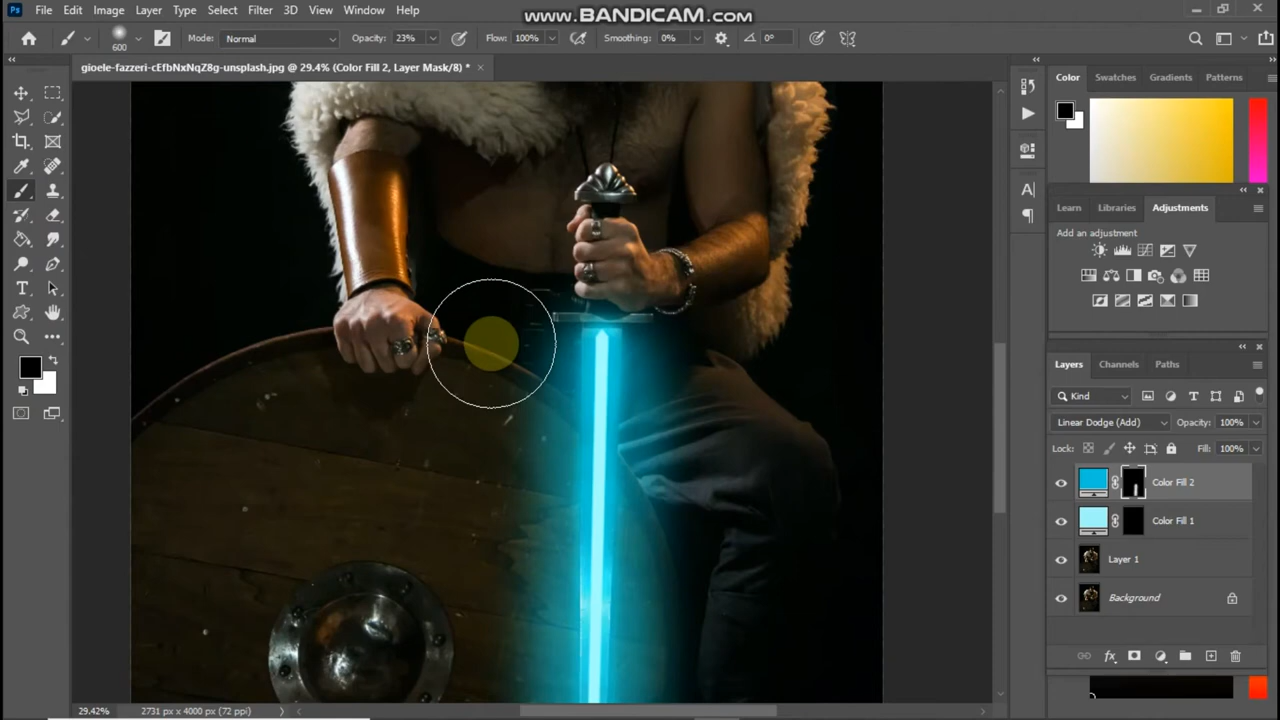 www.BANDICAM.com
Ps File Edit Image Layer Type Select Filter 3D View Window Help
600 Mode: Normal Opacity: 23% Flow: 100% Smoothing: 0% 0°
gioele-fazzeri-cEfbNxNqZ8g-unsplash.jpg @ 29.4% (Color Fill 2, Layer Mask/8) *
Color Swatches Gradients Patterns
Learn Libraries Adjustments
Add an adjustment
Layers Channels Paths
Kind
Linear Dodge (Add) Opacity: 100%
Lock: Fill: 100%
Color Fill 2
Color Fill 1
Layer 1
Background
fx
29.42% 2731 px x 4000 px (72 ppi)